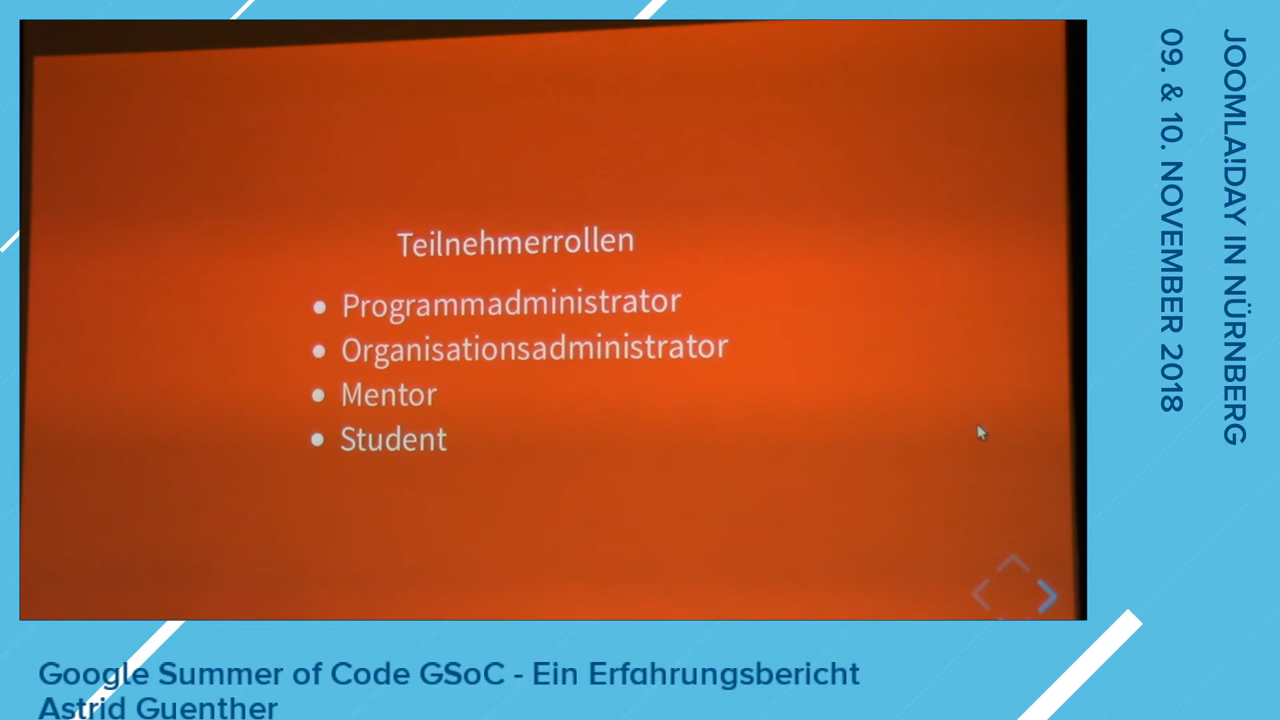 Teilnehmerrollen
Programmadministrator
Organisationsadministrator
Mentor
Student
JOOMLA!DAY IN NÜRNBERG
09. & 10. NOVEMBER 2018
Google Summer of Code GSoC - Ein Erfahrungsbericht
Astrid Guenther